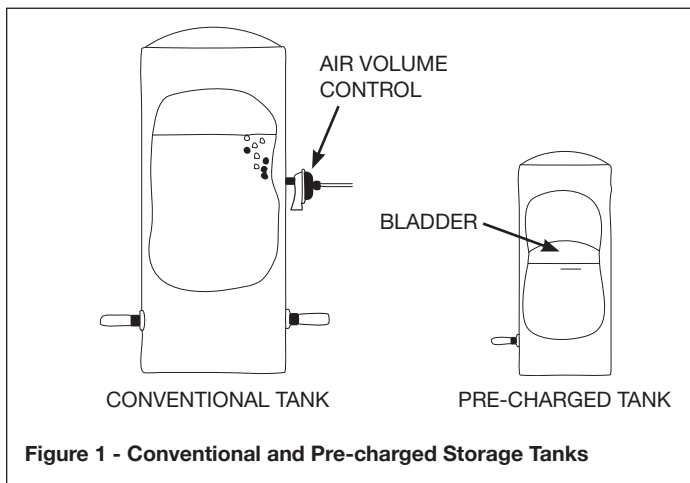 AIR VOLUME
CONTROL
BLADDER
CONVENTIONAL TANK
PRE-CHARGED TANK
Figure 1 - Conventional and Pre-charged Storage Tanks